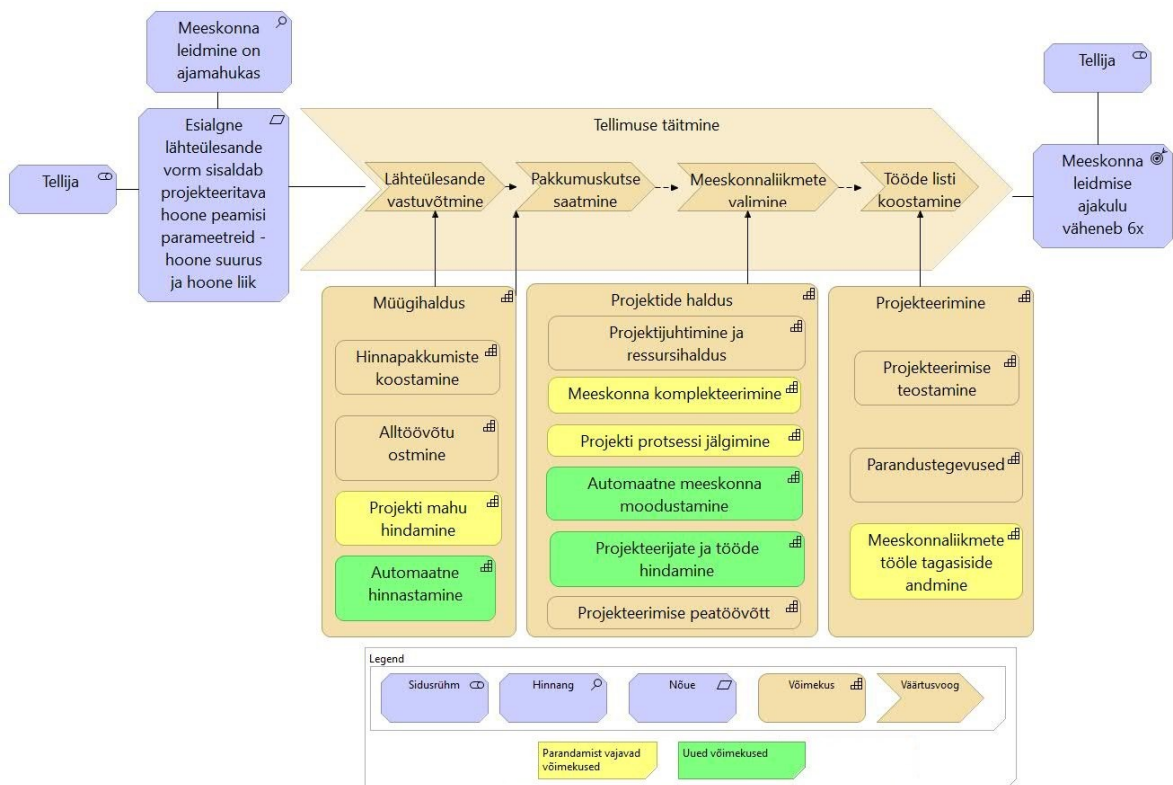 Meeskonna
leidmine on
ajamahukas
Tellija
Esialgne
lähteülesande
vorm sisaldab
projekteeritava
hoone peamisi
parameetreid -
hoone suurus
ja hoone liik
Tellimuse täitmine
Lähteülesande
vastuvõtmine
Pakkumuskutse
saatmine
Meeskonnaliikmete
valimine
Tööde listi
koostamine
Tellija
Meeskonna
leidmise
ajakulu
väheneb 6x
Müügihaldus
Hinnapakkumiste
koostamine
Alltöövõtu
ostmine
Projekti mahu
hindamine
Automaatne
hinnastamine
Projektide haldus
Projektijuhtimine ja
ressursihaldus
Meeskonna komplekteerimine
Projekti protsessi jälgimine
Automaatne meeskonna
moodustamine
Projekteerijate ja tööde
hindamine
Projekteerimise peatöövõtt
Projekteerimine
Projekteerimise
teostamine
Parandustegevused
Meeskonnaliikmete
tööle tagasiside
andmine
Legend
Sidusrühm
Hinnang
Nõue
Võimekus
Väärtusvoog
Parandamist vajavad
võimekused
Uued võimekused